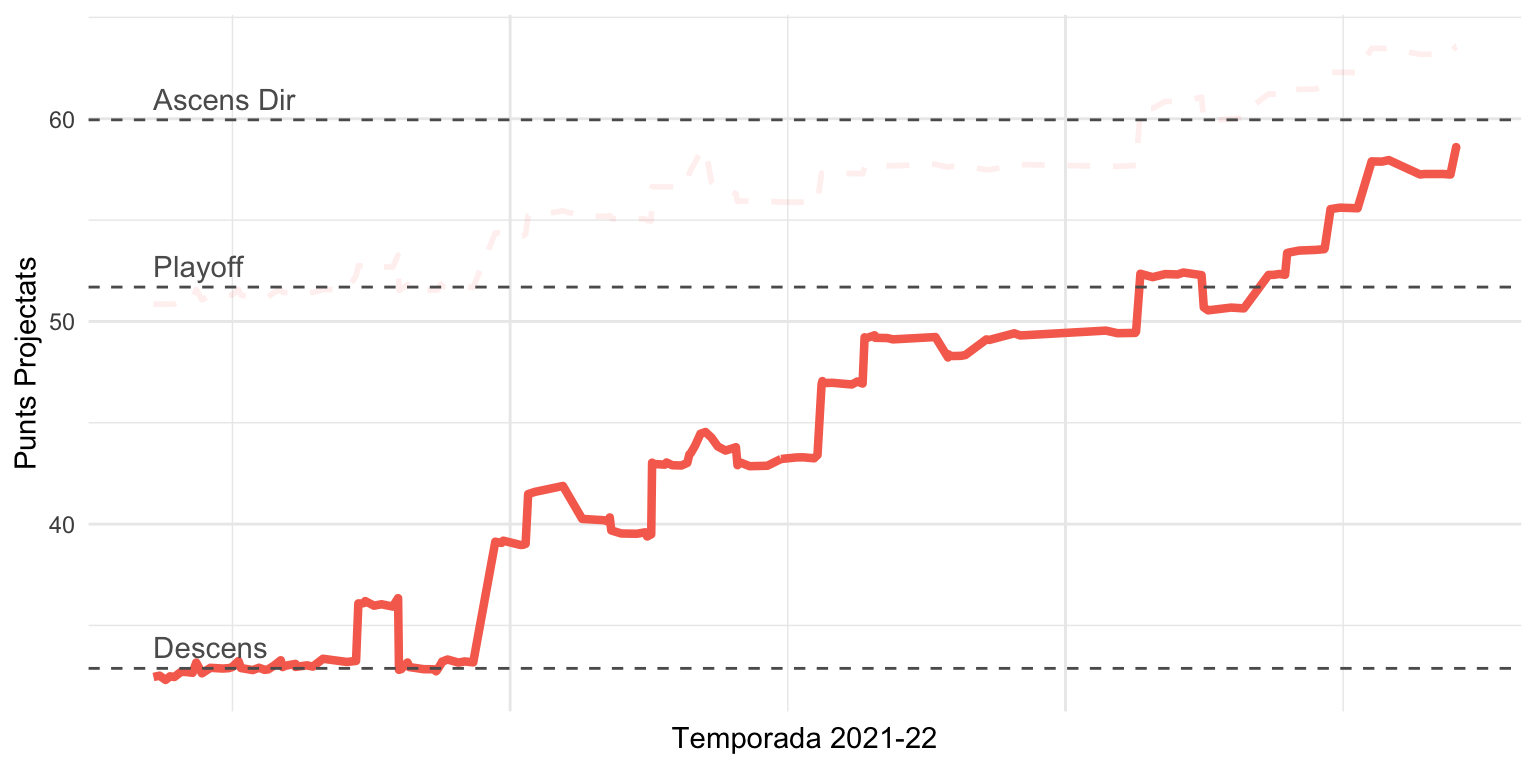 Ascens Dir
60
Playoff
50
40
Descens
Punts Projectats
Temporada 2021-22